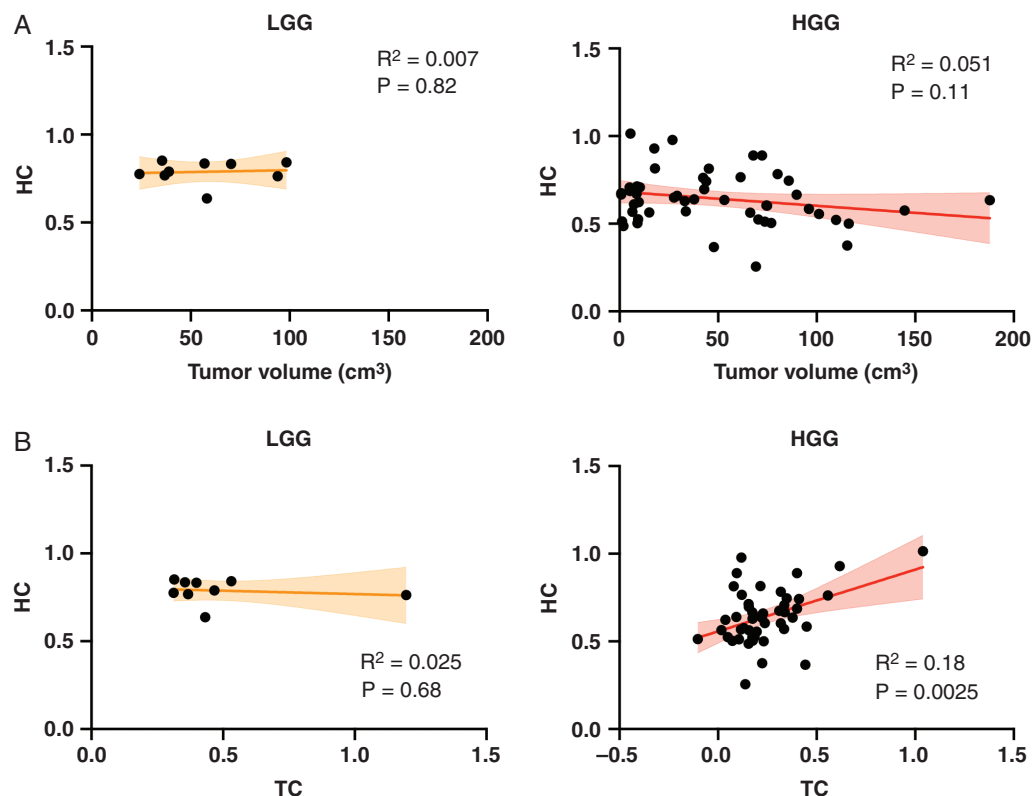 A
LGG
R² = 0.007
P = 0.82
HC
1.5
1.0
0.5
0.0
0 50 100 150 200
Tumor volume (cm³)
HGG
R² = 0.051
P = 0.11
HC
1.5
1.0
0.5
0.0
0 50 100 150 200
Tumor volume (cm³)
B
LGG
HC
1.5
1.0
0.5
0.0
R² = 0.025
P = 0.68
0.0 0.5 1.0 1.5
TC
HGG
HC
1.5
1.0
0.5
0.0
R² = 0.18
P = 0.0025
−0.5 0.0 0.5 1.0 1.5
TC